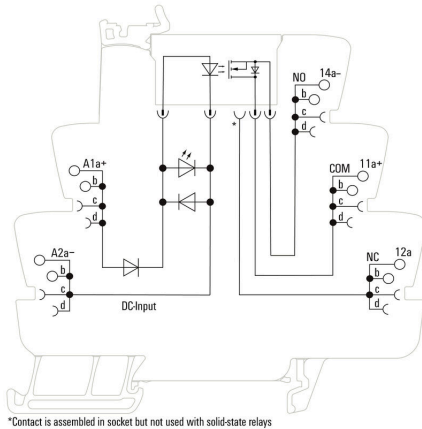 NO 14a–
b
c
d
*
A1a+
b
c
d
COM 11a+
b
c
d
A2a–
b
c
d
NC 12a
b
c
d
DC-Input
*Contact is assembled in socket but not used with solid-state relays